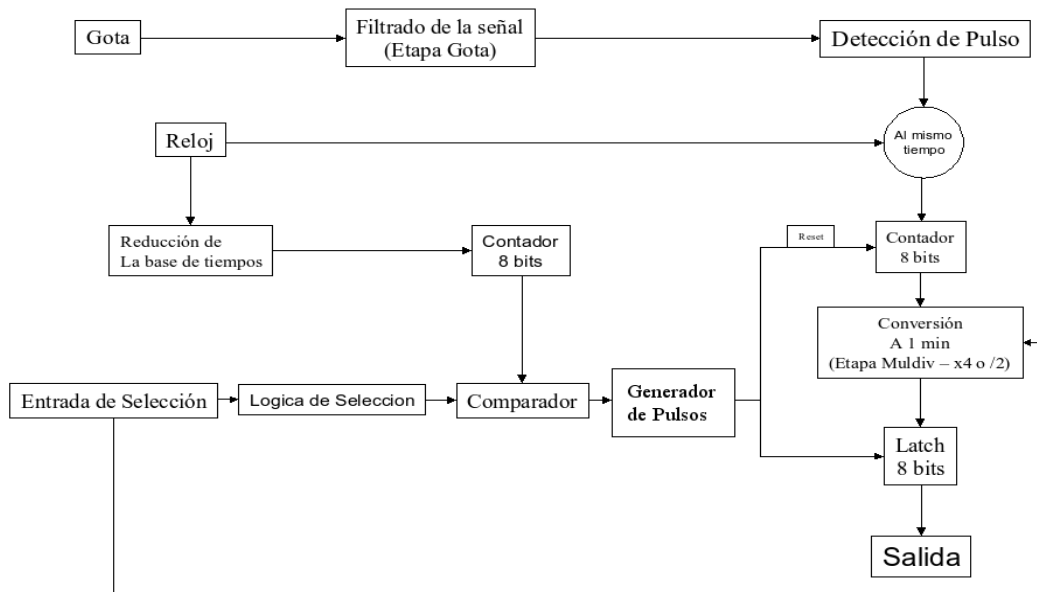 Gota
Filtrado de la señal
(Etapa Gota)
Detección de Pulso
Reloj
Al mismo
tiempo
Reducción de
La base de tiempos
Contador
8 bits
Reset
Contador
8 bits
Conversión
A 1 min
(Etapa Muldiv – x4 o /2)
Entrada de Selección
Logica de Seleccion
Comparador
Generador
de Pulsos
Latch
8 bits
Salida